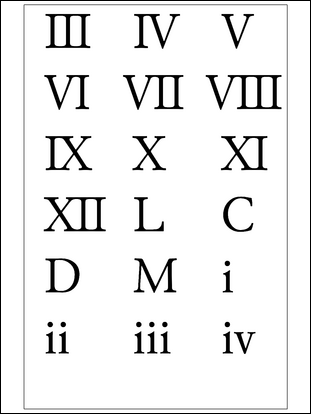 III IV V
VI VII VIII
IX X XI
XII L C
D M i
ii iii iv